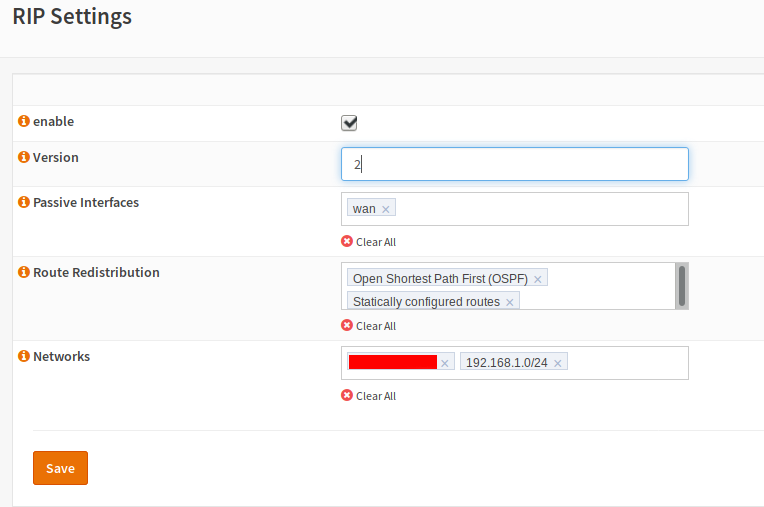 RIP Settings
enable
Version
2
Passive Interfaces
wan ×
Clear All
Route Redistribution
Open Shortest Path First (OSPF) ×
Statically configured routes ×
Clear All
Networks
× 192.168.1.0/24 ×
Clear All
Save